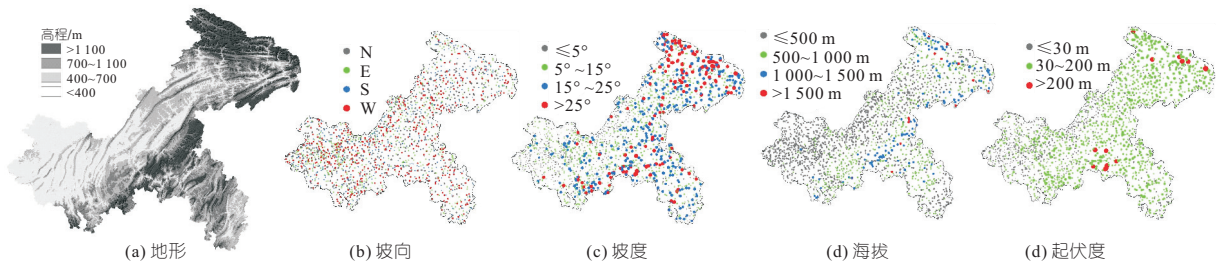 高程/m
>1 100
700~1 100
400~700
<400
(a) 地形
N
E
S
W
(b) 坡向
≤5°
5°~15°
15°~25°
>25°
(c) 坡度
≤500 m
500~1 000 m
1 000~1 500 m
>1 500 m
(d) 海拔
≤30 m
30~200 m
>200 m
(d) 起伏度